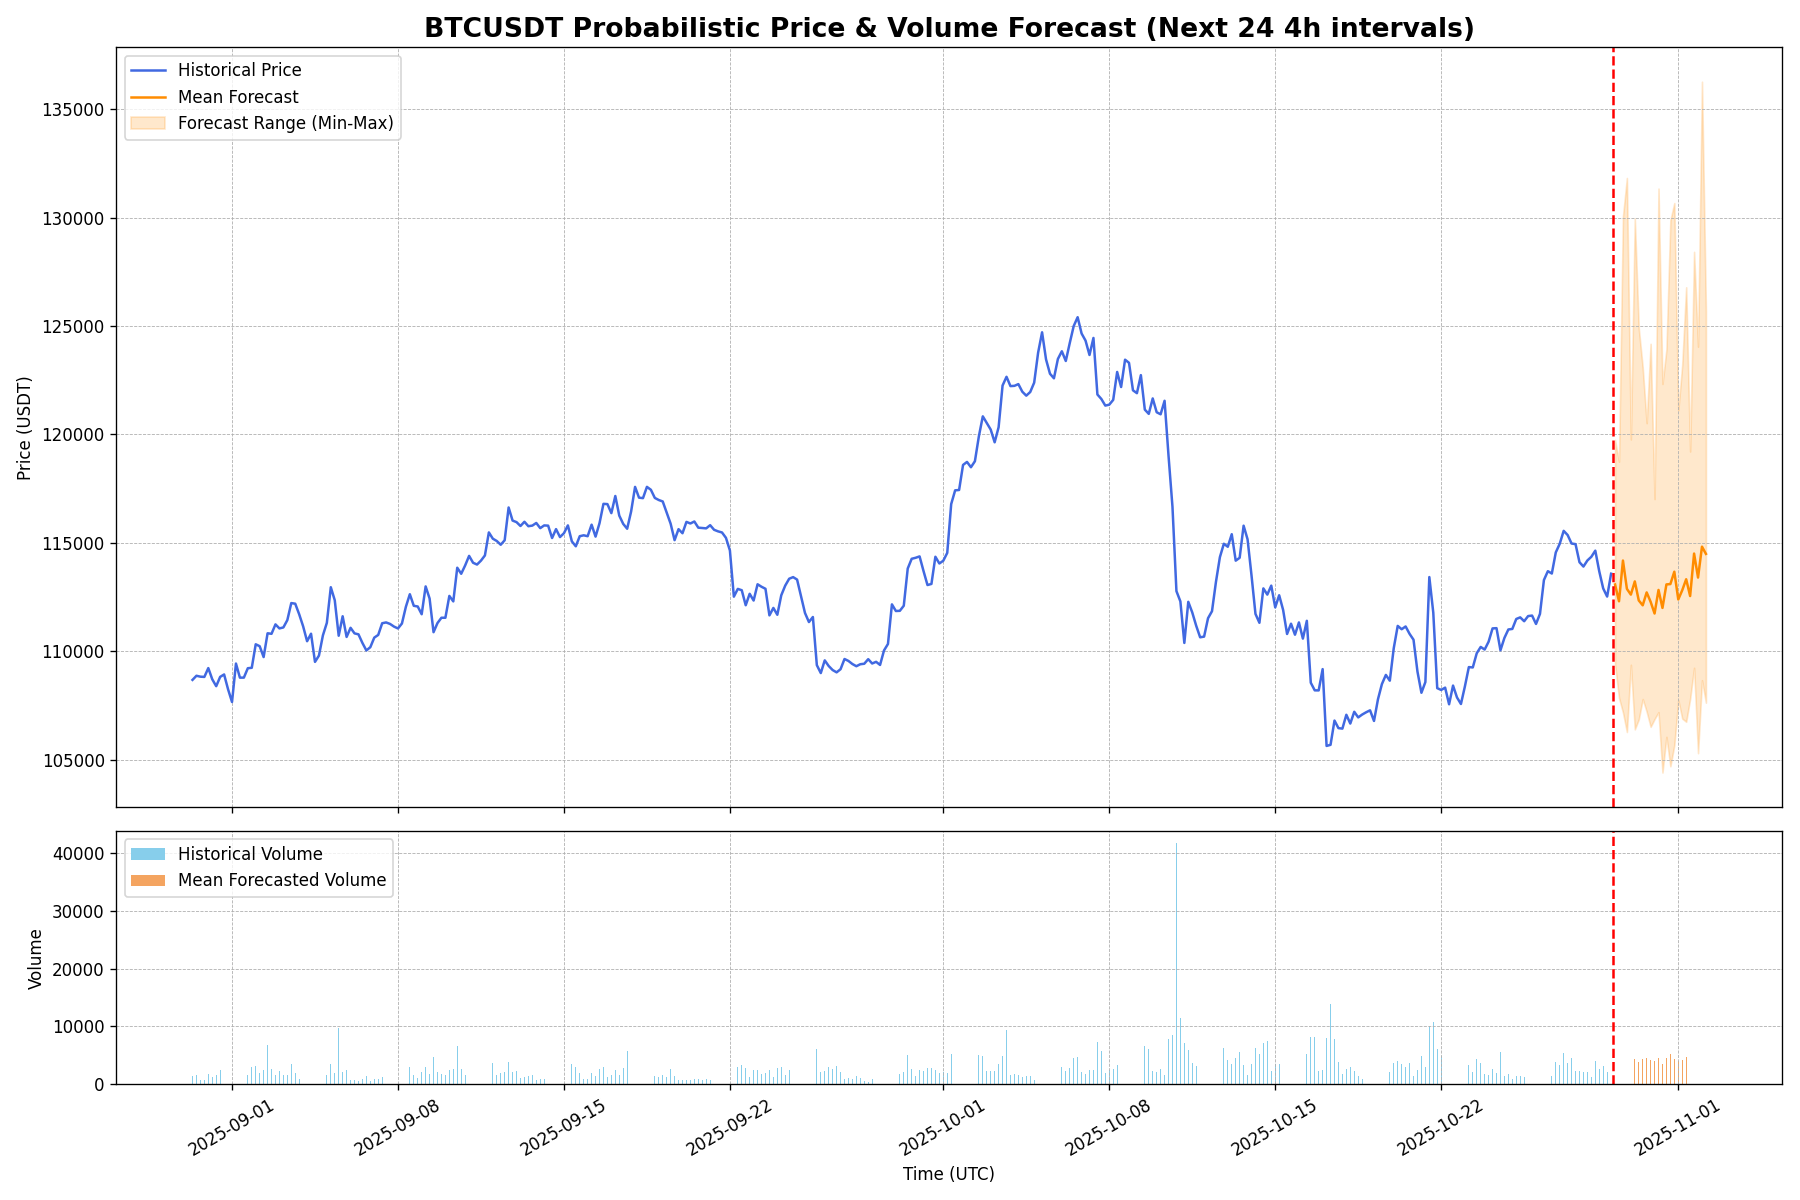 BTCUSDT Probabilistic Price & Volume Forecast (Next 24 4h intervals)
Historical Price
Mean Forecast
Forecast Range (Min-Max)
135000
130000
125000
120000
115000
110000
105000
Price (USDT)
Historical Volume
Mean Forecasted Volume
40000
30000
20000
10000
0
Volume
2025-09-01
2025-09-08
2025-09-15
2025-09-22
2025-10-01
2025-10-08
2025-10-15
2025-10-22
2025-11-01
Time (UTC)